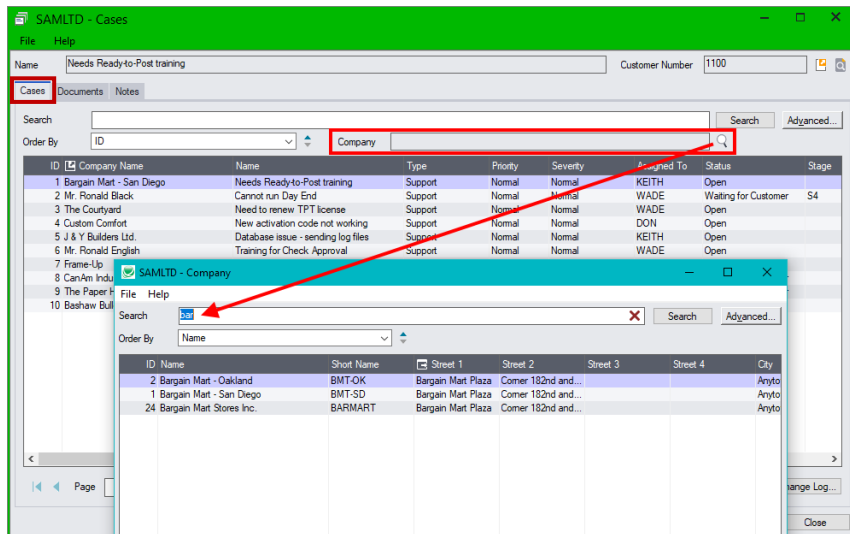 SAMLTD - Cases
File Help
Name Needs Ready-to-Post training Customer Number 1100
Cases Documents Notes
Search Search Advanced...
Order By ID Company
ID Company Name Name Type Priority Severity Assigned To Status Stage
1 Bargain Mart - San Diego Needs Ready-to-Post training Support Normal Normal KEITH Open
2 Mr. Ronald Black Cannot run Day End Support Normal Normal WADE Waiting for Customer S4
3 The Courtyard Need to renew TPT license Support Normal Normal WADE Open
4 Custom Comfort New activation code not working Support Normal Normal DON Open
5 J & Y Builders Ltd. Database issue - sending log files Support Normal Normal KEITH Open
6 Mr. Ronald English Training for Check Approval Support Normal Normal WADE Open
7 Frame-Up
8 CanAm Indu
9 The Paper H
10 Bashaw Buil
SAMLTD - Company
File Help
Search bar Search Advanced...
Order By Name
ID Name Short Name Street 1 Street 2 Street 3 Street 4 City
2 Bargain Mart - Oakland BMT-OK Bargain Mart Plaza Corner 182nd and... Anyto
1 Bargain Mart - San Diego BMT-SD Bargain Mart Plaza Corner 182nd and... Anyto
24 Bargain Mart Stores Inc. BARMART Bargain Mart Plaza Corner 182nd and... Anyto
Page ange Log...
Close